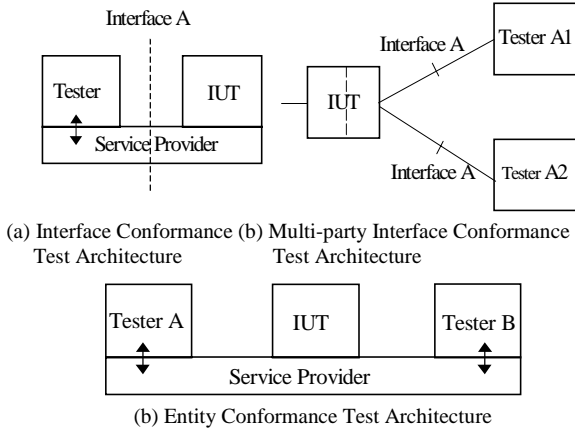 Interface A
Tester
IUT
Service Provider
Interface A
Tester A1
IUT
Interface A
Tester A2
(a) Interface Conformance
Test Architecture
(b) Multi-party Interface Conformance
Test Architecture
Tester A
IUT
Tester B
Service Provider
(b) Entity Conformance Test Architecture